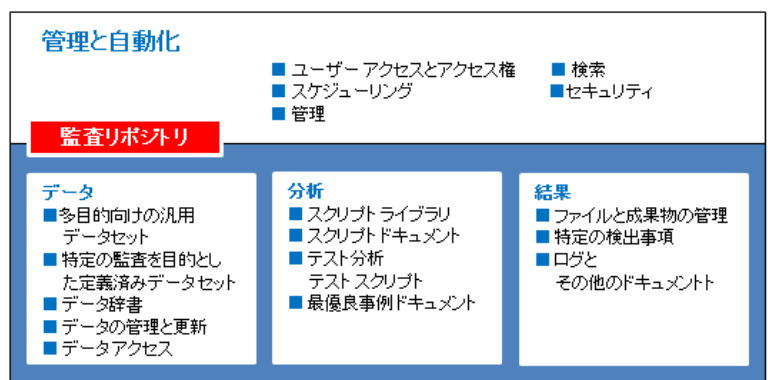 管理と自動化
■ ユーザー アクセスとアクセス権
■ 検索
■ スケジューリング
■セキュリティ
■ 管理
監査リポジトリ
データ
■多目的向けの汎用
データセット
■ 特定の監査を目的とし
た定義済みデータセット
■ データ辞書
■ データの管理と更新
■ データアクセス
分析
■ スクリプト ライブラリ
■ スクリプトドキュメント
■ テスト分析
テスト スクリプト
■ 最優良事例ドキュメント
結果
■ ファイルと成果物の管理
■ 特定の検出事項
■ ログと
その他のドキュメントト